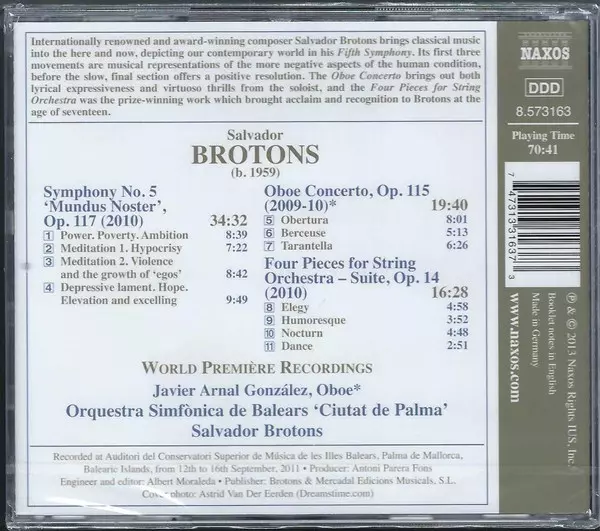 Internationally renowned and award-winning composer Salvador Brotons brings classical music
into the here and now, depicting our contemporary world in his Fifth Symphony. Its first three
movements are musical representations of the more negative aspects of the human condition,
before the slow, final section offers a positive resolution. The Oboe Concerto brings out both
lyrical expressiveness and virtuoso thrills from the soloist, and the Four Pieces for String
Orchestra was the prize-winning work which brought acclaim and recognition to Brotons at the
age of seventeen.
Salvador
BROTONS
(b. 1959)
Symphony No. 5
‘Mundus Noster’,
Op. 117 (2010) 34:32
1 Power. Poverty. Ambition 8:39
2 Meditation 1. Hypocrisy 7:22
3 Meditation 2. Violence
and the growth of ‘egos’ 8:42
4 Depressive lament. Hope.
Elevation and excelling 9:49
Oboe Concerto, Op. 115
(2009-10)* 19:40
5 Obertura 8:01
6 Berceuse 5:13
7 Tarantella 6:26
Four Pieces for String
Orchestra – Suite, Op. 14
(2010) 16:28
8 Elegy 4:58
9 Humoresque 3:52
10 Nocturn 4:48
11 Dance 2:51
WORLD PREMIÈRE RECORDINGS
Javier Arnal González, Oboe*
Orquestra Simfònica de Balears ‘Ciutat de Palma’
Salvador Brotons
Recorded at Auditori del Conservatori Superior de Música de les Illes Balears, Palma de Mallorca,
Balearic Islands, from 12th to 16th September, 2011 • Producer: Antoni Parera Fons
Engineer and editor: Albert Moraleda • Publisher: Brotons & Mercadal Edicions Musicals, S.L.
Cover photo: Astrid Van Der Eerden (Dreamstime.com)
NAXOS
DDD
8.573163
Playing Time
70:41
7 47313 31637 3
www.naxos.com
℗ & © 2013 Naxos Rights US, Inc.
Booklet notes in English
Made in Germany